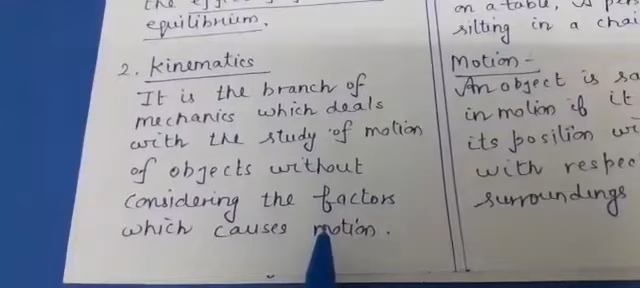 equilibrium.
2. kinematics
It is the branch of
mechanics which deals
with the study of motion
of objects without
considering the factors
which causes motion.
on a table,
sitting in a chai
Motion -
An object is sa
in motion if it
its position wi
with respec
surroundings